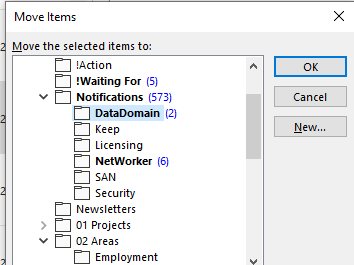 Move Items
Move the selected items to:
!Action
!Waiting For (5)
Notifications (573)
DataDomain (2)
Keep
Licensing
NetWorker (6)
SAN
Security
Newsletters
01 Projects
02 Areas
Employment
OK
Cancel
New...